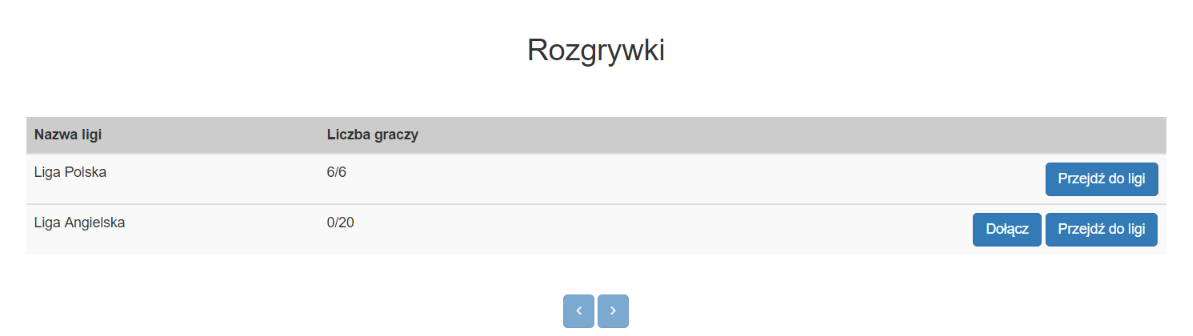 Rozgrywki
Nazwa ligi Liczba graczy
Liga Polska 6/6 Przejdź do ligi
Liga Angielska 0/20 Dołącz Przejdź do ligi
‹ ›